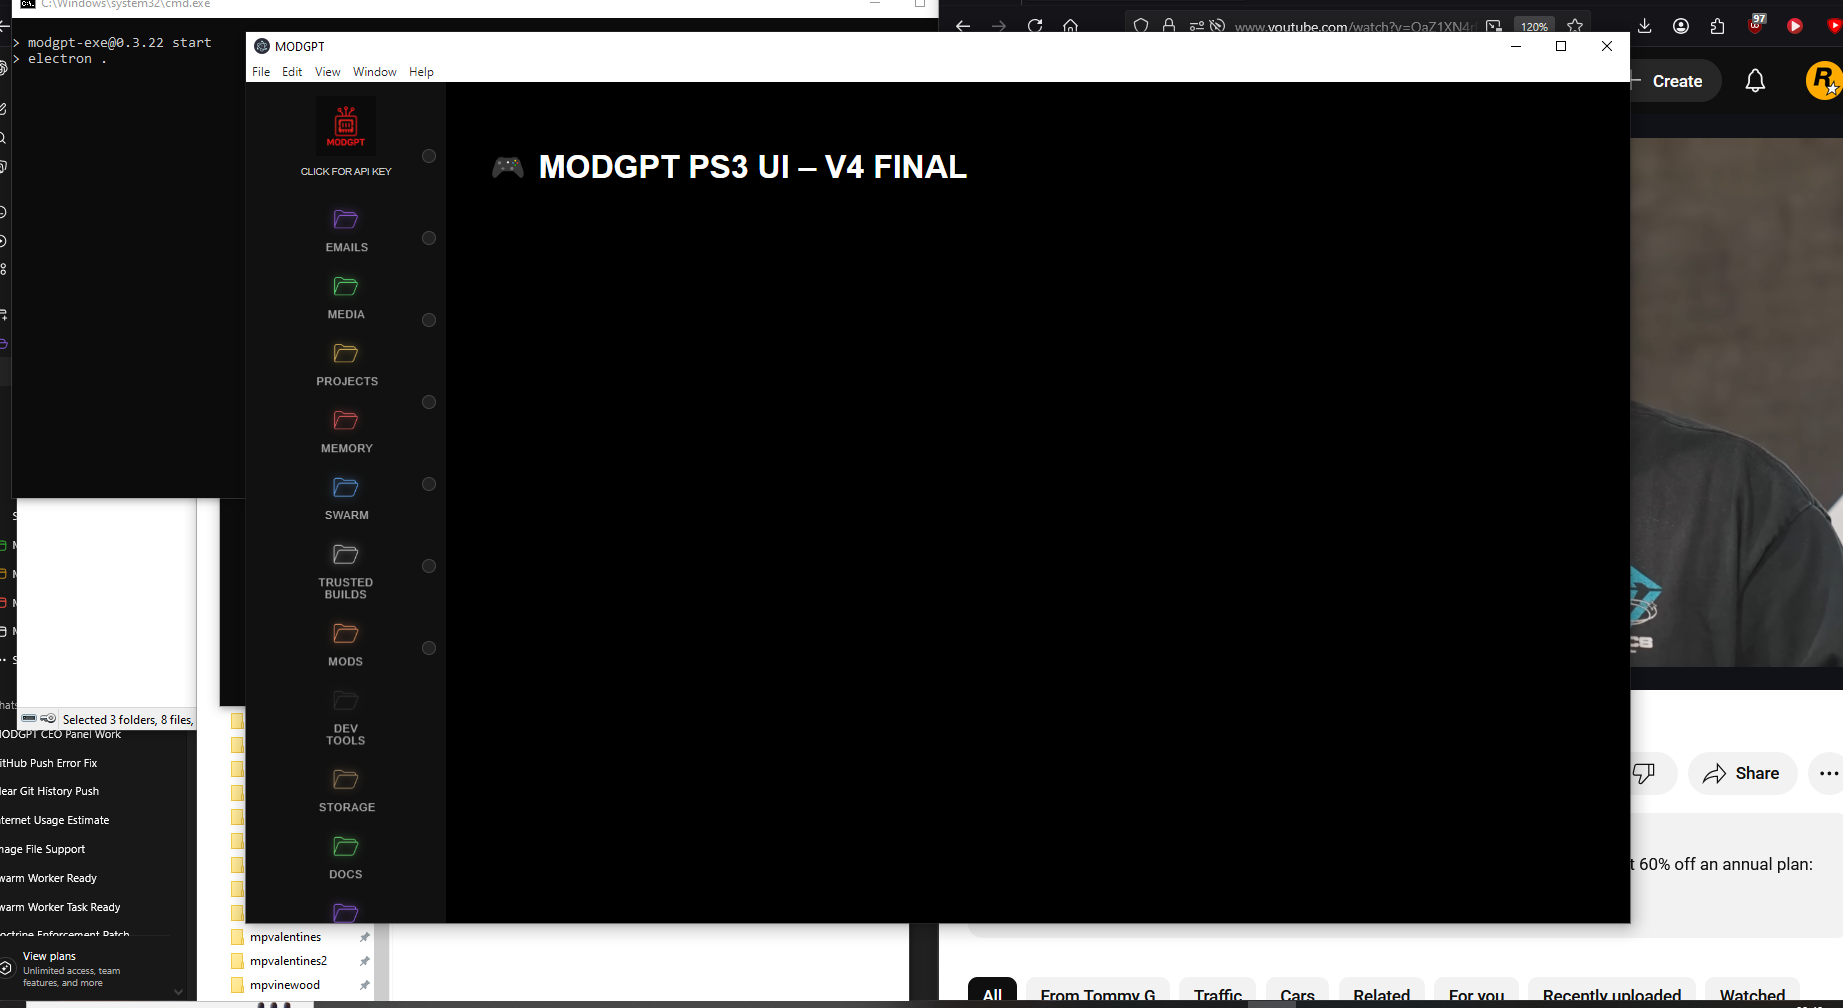 C:\Windows\system32\cmd.exe
> modgpt-exe@0.3.22 start
> electron .
www.youtube.com/watch?v=OaZ1XN4r
120%
97
MODGPT
File Edit View Window Help
Create
R
MODGPT
CLICK FOR API KEY
EMAILS
MEDIA
PROJECTS
MEMORY
SWARM
TRUSTED
BUILDS
MODS
DEV
TOOLS
STORAGE
DOCS
🎮 MODGPT PS3 UI – V4 FINAL
Selected 3 folders, 8 files,
MODGPT CEO Panel Work
itHub Push Error Fix
lear Git History Push
ternet Usage Estimate
mage File Support
warm Worker Ready
warm Worker Task Ready
octrine Enforcement Patch
View plans
Unlimited access, team
features, and more
mpvalentines
mpvalentines2
mpvinewood
CS
Share
t 60% off an annual plan:
All
From Tommy G
Traffic
Cars
Related
For you
Recently uploaded
Watched